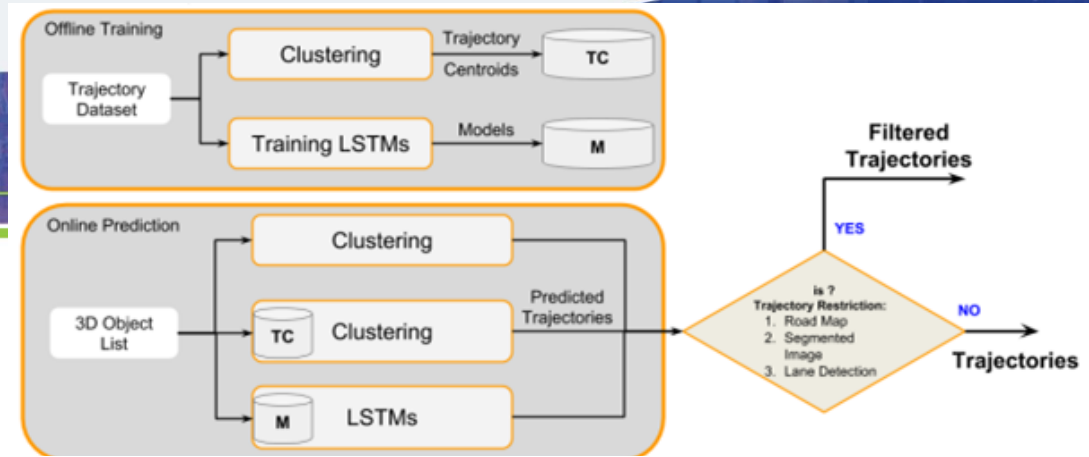 Offline Training
Trajectory
Dataset
Clustering
Trajectory
Centroids
TC
Training LSTMs
Models
M
Online Prediction
3D Object
List
Clustering
TC
Clustering
M
LSTMs
Predicted
Trajectories
Filtered
Trajectories
YES
is ?
Trajectory Restriction:
1. Road Map
2. Segmented
Image
3. Lane Detection
NO
Trajectories